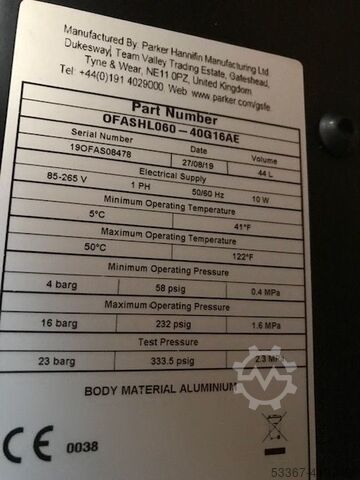 Manufactured By: Parker Hannifin Manufacturing Ltd
Dukesway, Team Valley Trading Estate, Gateshead,
Tyne & Wear, NE11 0PZ, United Kingdom
Tel: +44(0)191 4029000 Web: www.parker.com/gsfe
Part Number
OFASHL060-40G16AE
Serial Number Date Volume
19OFAS08478 27/08/19 44 L
Electrical Supply
85-265 V 1 PH 50/60 Hz 10 W
Minimum Operating Temperature
5°C 41°F
Maximum Operating Temperature
50°C 122°F
Minimum Operating Pressure
4 barg 58 psig 0.4 MPa
Maximum Operating Pressure
16 barg 232 psig 1.6 MPa
Test Pressure
23 barg 333.5 psig 2.3 MPa
BODY MATERIAL ALUMINIUM
CE 0038